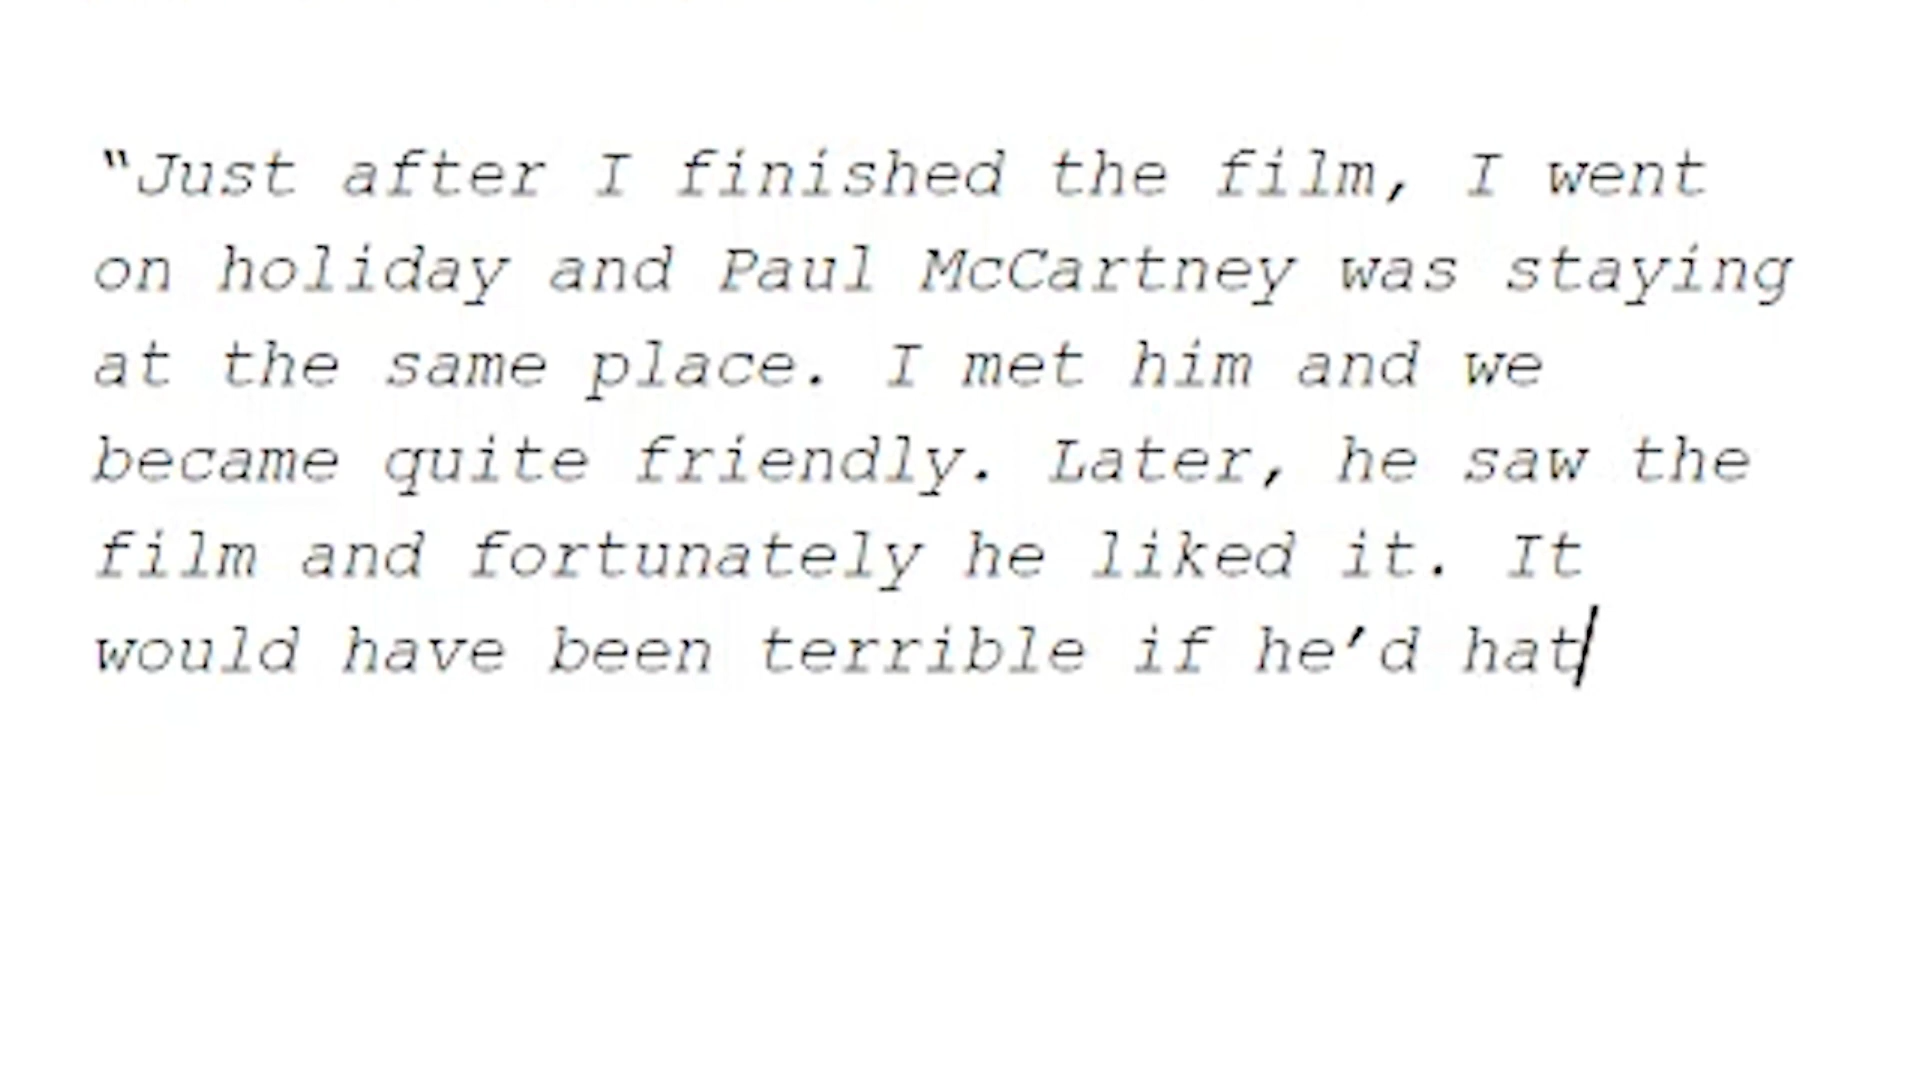 “Just after I finished the film, I went
on holiday and Paul McCartney was staying
at the same place. I met him and we
became quite friendly. Later, he saw the
film and fortunately he liked it. It
would have been terrible if he’d hat